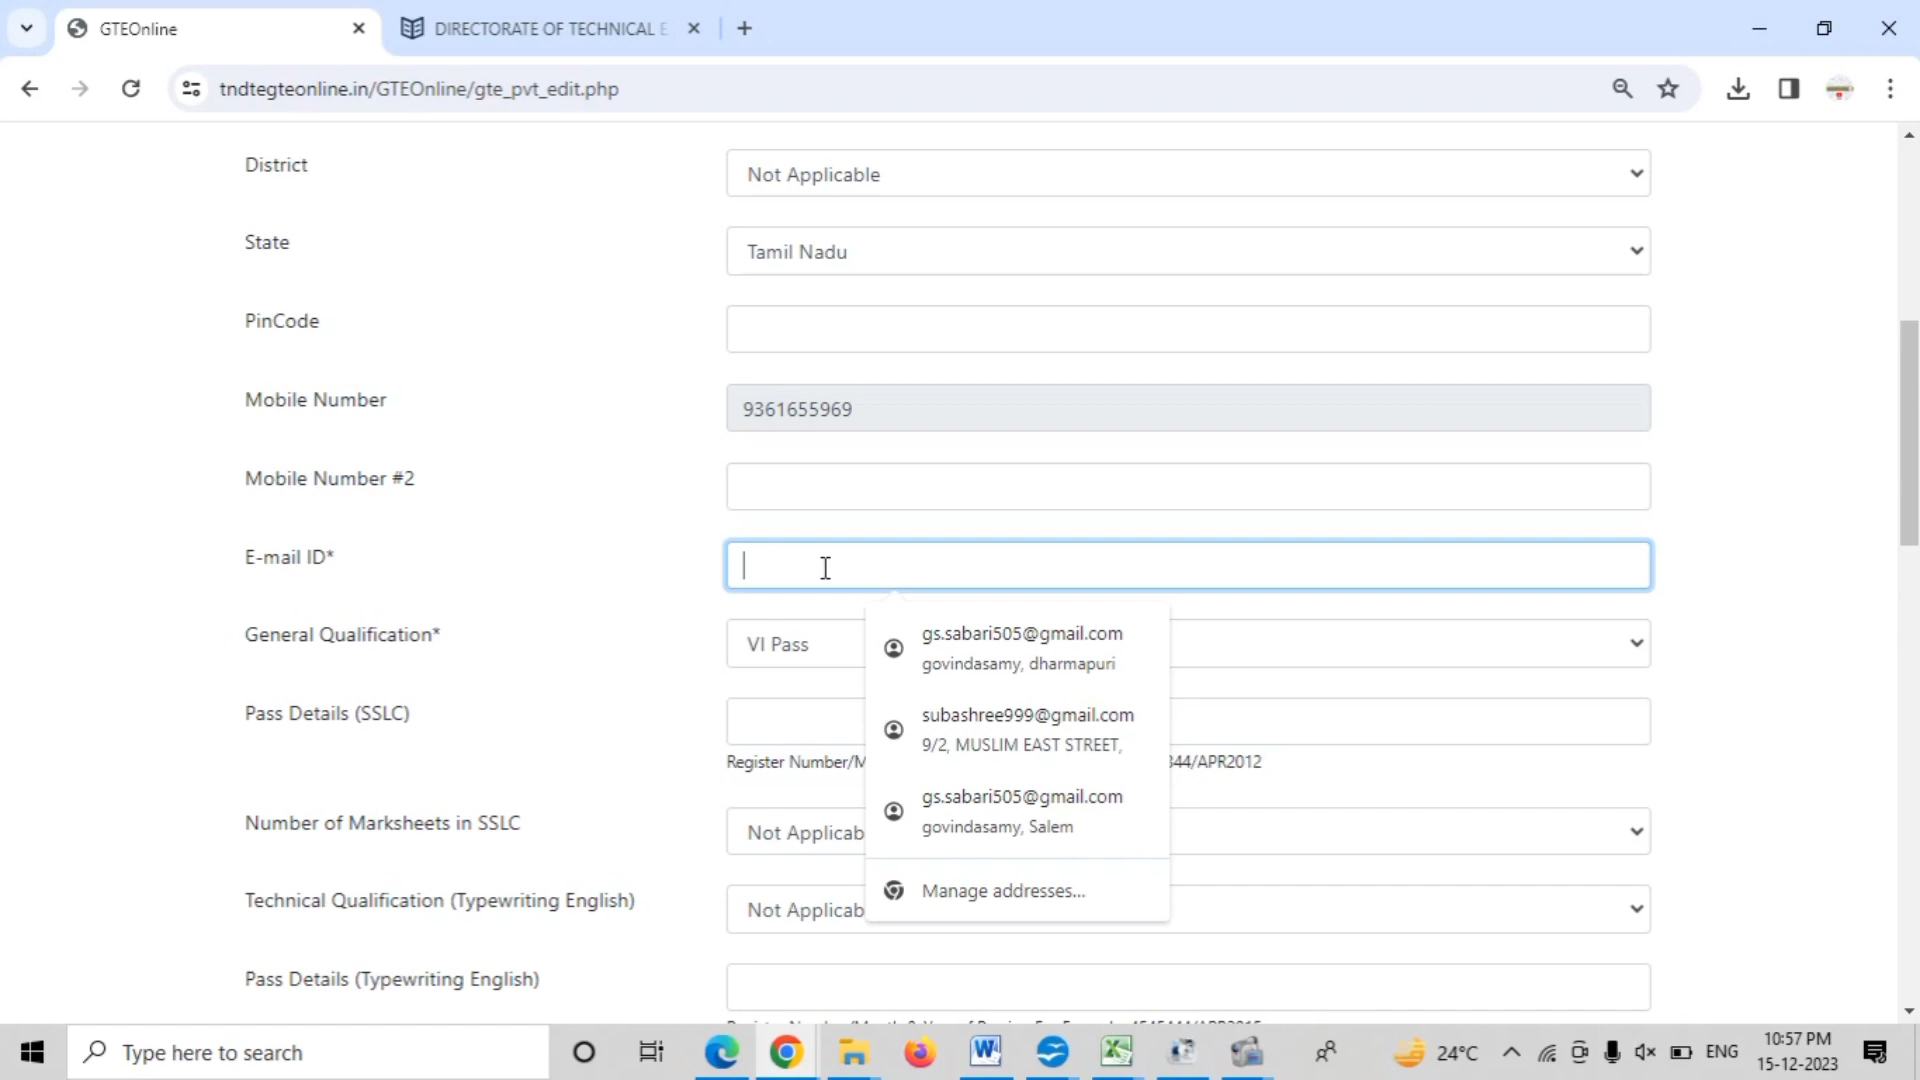 GTEOnline
DIRECTORATE OF TECHNICAL E
tndtegteonline.in/GTEOnline/gte_pvt_edit.php
District
Not Applicable
State
Tamil Nadu
PinCode
Mobile Number
9361655969
Mobile Number #2
E-mail ID*
General Qualification*
VI Pass
gs.sabari505@gmail.com
govindasamy, dharmapuri
Pass Details (SSLC)
subashree999@gmail.com
9/2, MUSLIM EAST STREET,
Register Number/M
344/APR2012
gs.sabari505@gmail.com
govindasamy, Salem
Number of Marksheets in SSLC
Not Applicab
Manage addresses...
Technical Qualification (Typewriting English)
Not Applicab
Pass Details (Typewriting English)
Type here to search
24°C
ENG
10:57 PM
15-12-2023